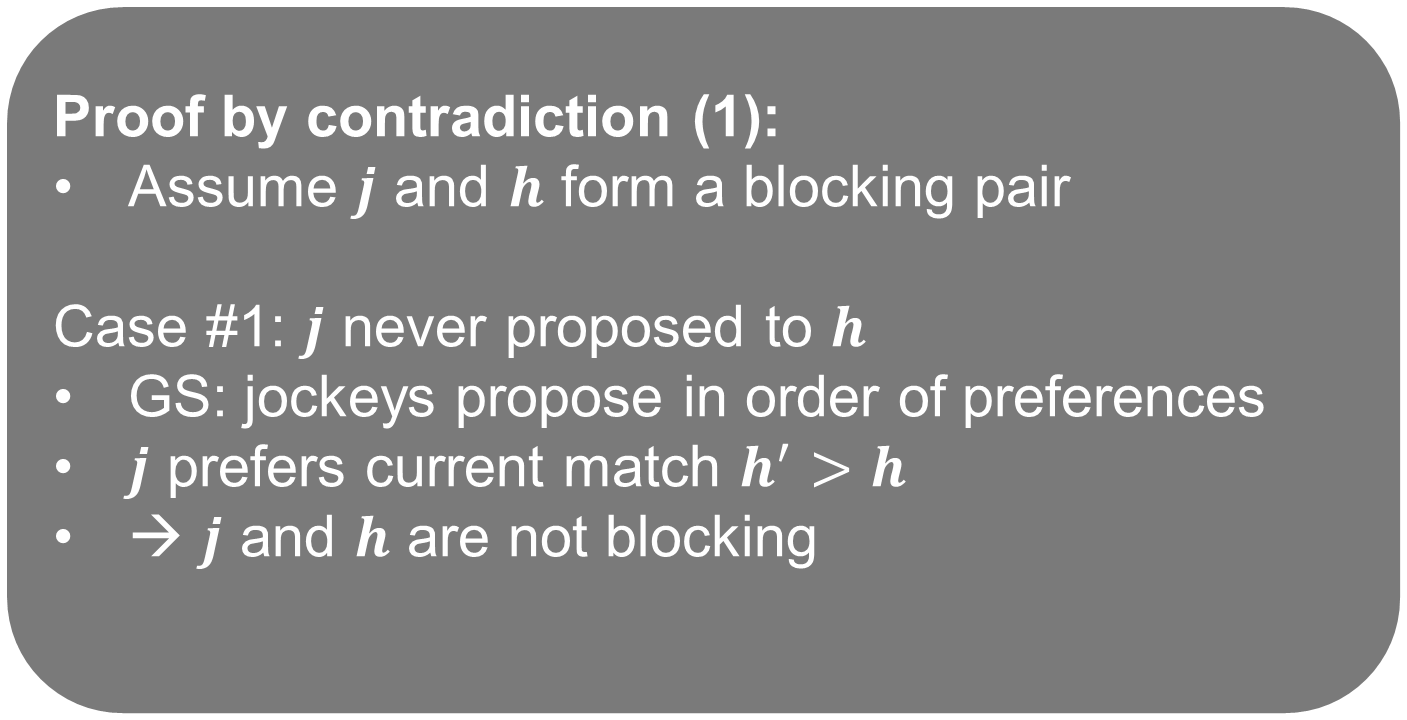 Proof by contradiction (1):
• Assume j and h form a blocking pair
Case #1: j never proposed to h
• GS: jockeys propose in order of preferences
• j prefers current match h′ > h
• → j and h are not blocking